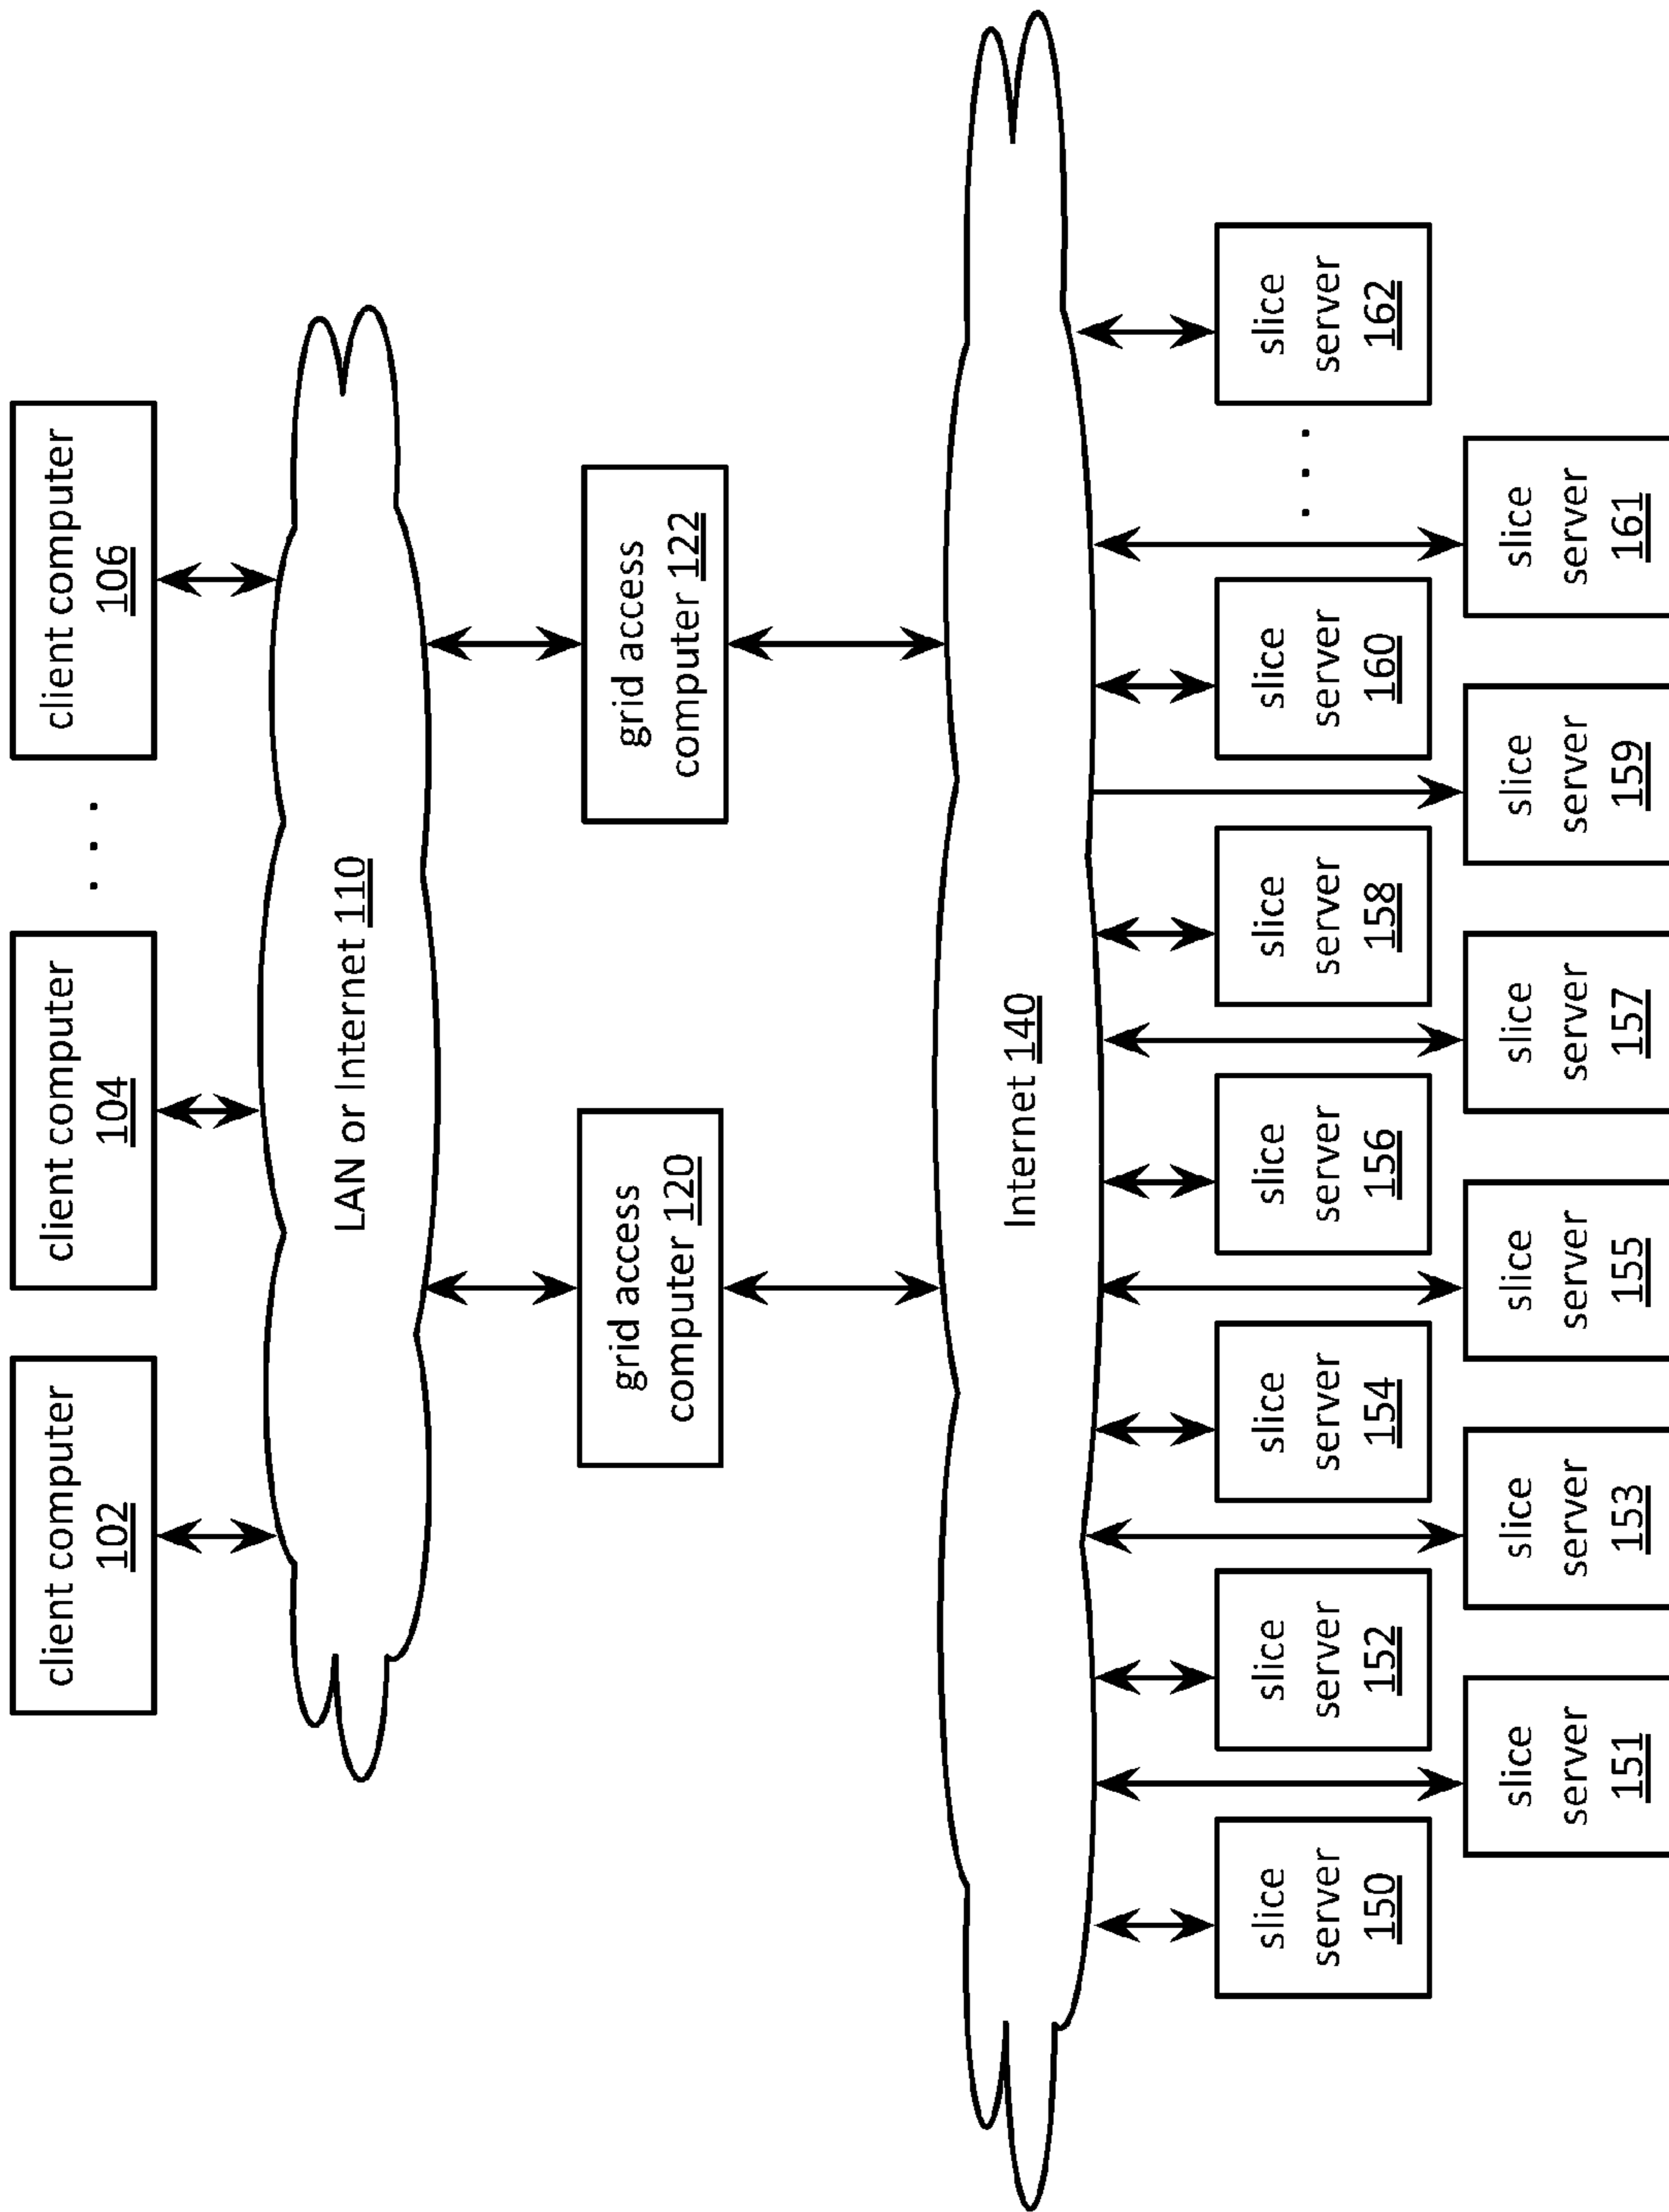 client computer
102
client computer
104
. . .
client computer
106
LAN or Internet 110
grid access
computer 120
grid access
computer 122
Internet 140
slice
server
150
slice
server
152
slice
server
154
slice
server
156
slice
server
158
slice
server
160
. . .
slice
server
162
slice
server
151
slice
server
153
slice
server
155
slice
server
157
slice
server
159
slice
server
161